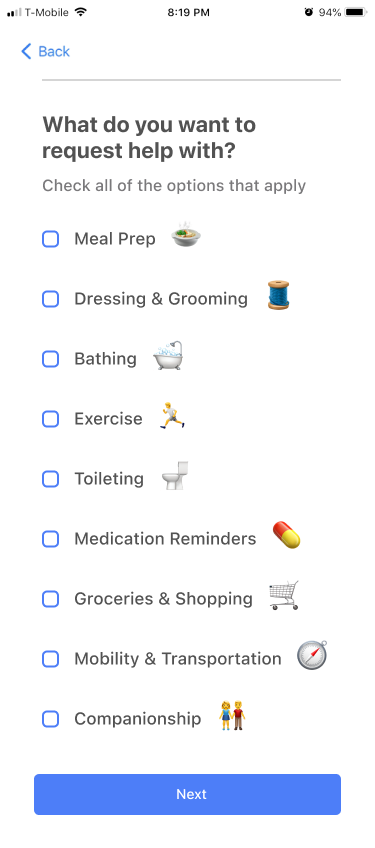 T-Mobile 8:19 PM 94%
Back
What do you want to
request help with?
Check all of the options that apply
Meal Prep
Dressing & Grooming
Bathing
Exercise
Toileting
Medication Reminders
Groceries & Shopping
Mobility & Transportation
Companionship
Next